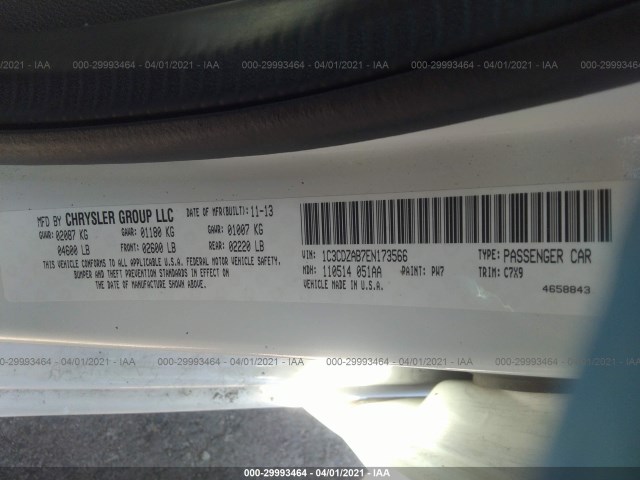 000-29993464 - 04/01/2021 - IAA
MFD BY CHRYSLER GROUP LLC DATE OF MFR(BUILT): 11-13
GVWR: 02087 KG GAWR: 01180 KG GAWR: 01007 KG
04600 LB FRONT: 02600 LB REAR: 02220 LB
THIS VEHICLE CONFORMS TO ALL APPLICABLE U.S.A. FEDERAL MOTOR VEHICLE SAFETY,
BUMPER AND THEFT PREVENTION STANDARDS IN EFFECT ON
THE DATE OF MANUFACTURE SHOWN ABOVE.
VIN: 1C3CDZAB7EN173566 TYPE: PASSENGER CAR
MDH: 110514 051AA PAINT: PW7 TRIM: C7X9
VEHICLE MADE IN U.S.A. 4658843
000-29993464 - 04/01/2021 - IAA
000-29993464 - 04/01/2021 - IAA